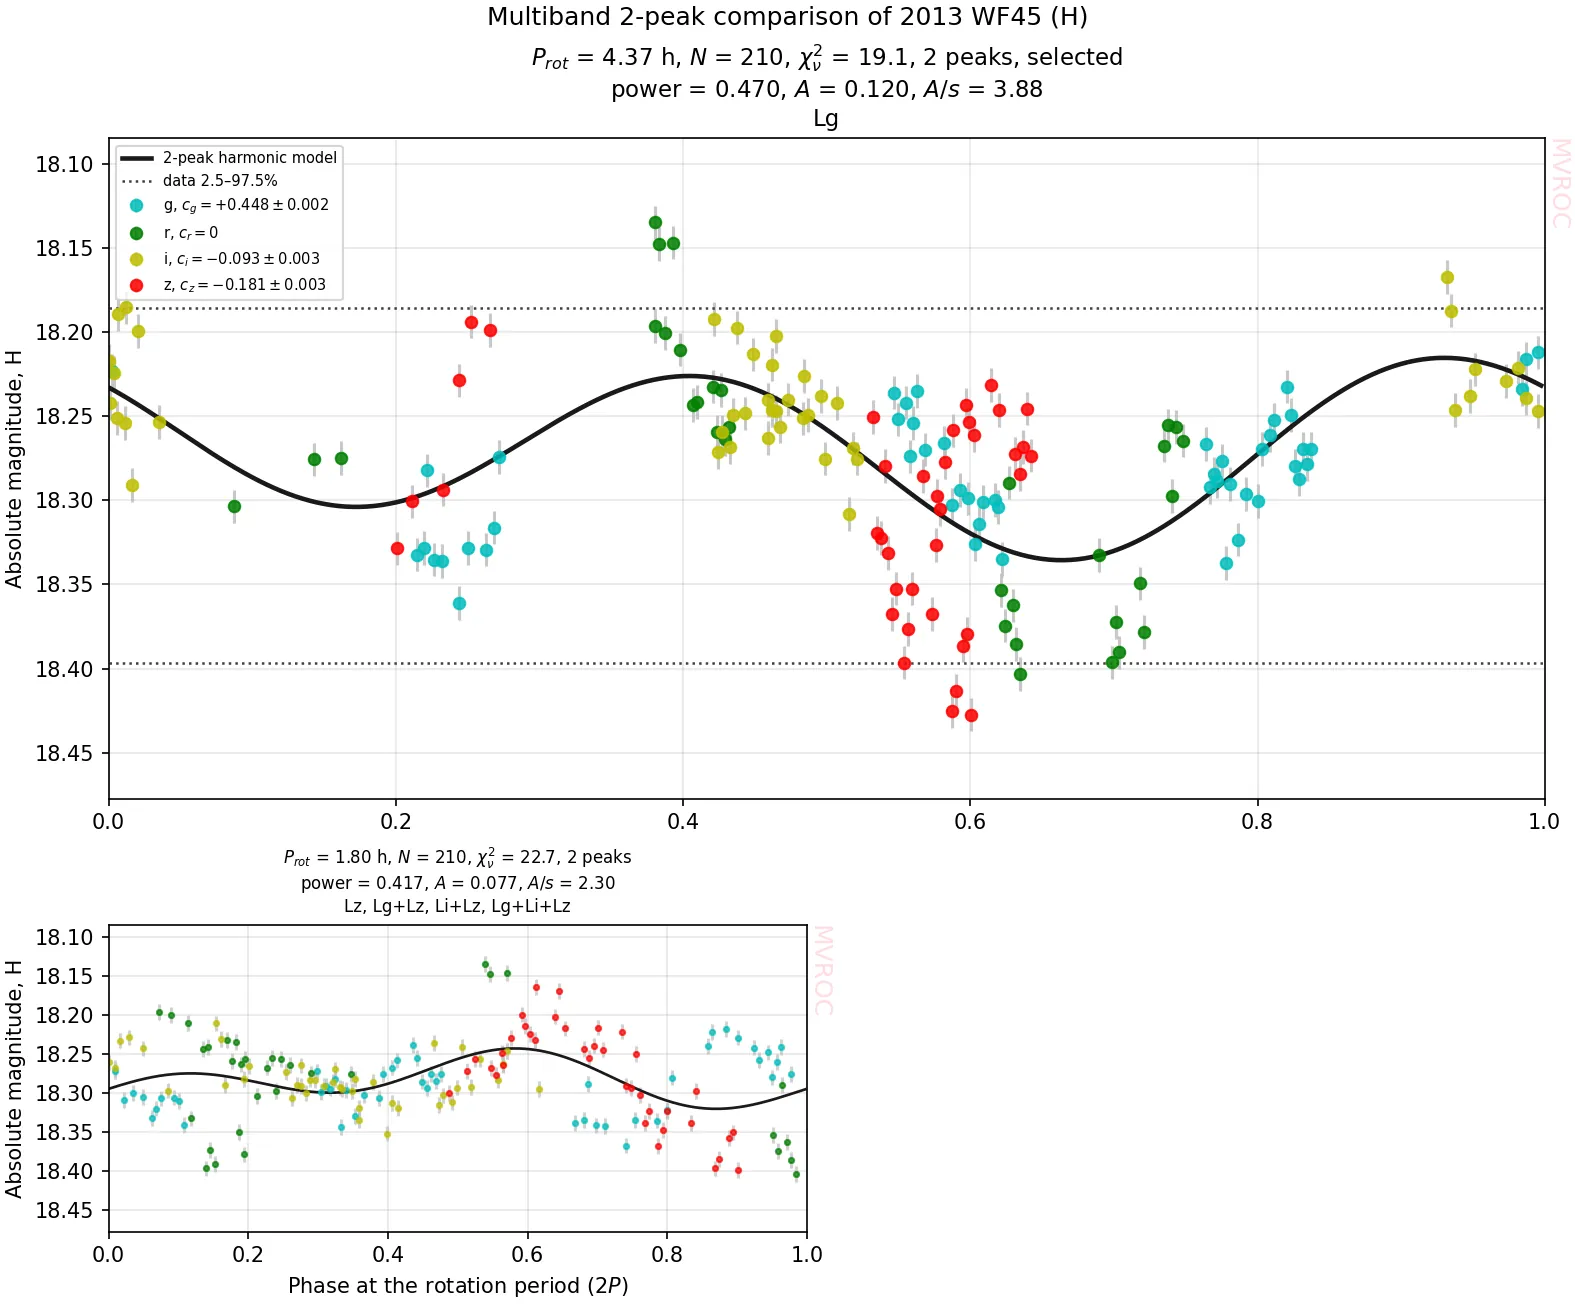 Multiband 2-peak comparison of 2013 WF45 (H)
P_rot = 4.37 h, N = 210, χ²_ν = 19.1, 2 peaks, selected
power = 0.470, A = 0.120, A/s = 3.88
Lg
2-peak harmonic model
data 2.5–97.5%
g, c_g = +0.448 ± 0.002
r, c_r = 0
i, c_i = −0.093 ± 0.003
z, c_z = −0.181 ± 0.003
MVROC
Absolute magnitude, H
18.10
18.15
18.20
18.25
18.30
18.35
18.40
18.45
0.0 0.2 0.4 0.6 0.8 1.0
P_rot = 1.80 h, N = 210, χ²_ν = 22.7, 2 peaks
power = 0.417, A = 0.077, A/s = 2.30
Lz, Lg+Lz, Li+Lz, Lg+Li+Lz
MVROC
Absolute magnitude, H
18.10
18.15
18.20
18.25
18.30
18.35
18.40
18.45
0.0 0.2 0.4 0.6 0.8 1.0
Phase at the rotation period (2P)